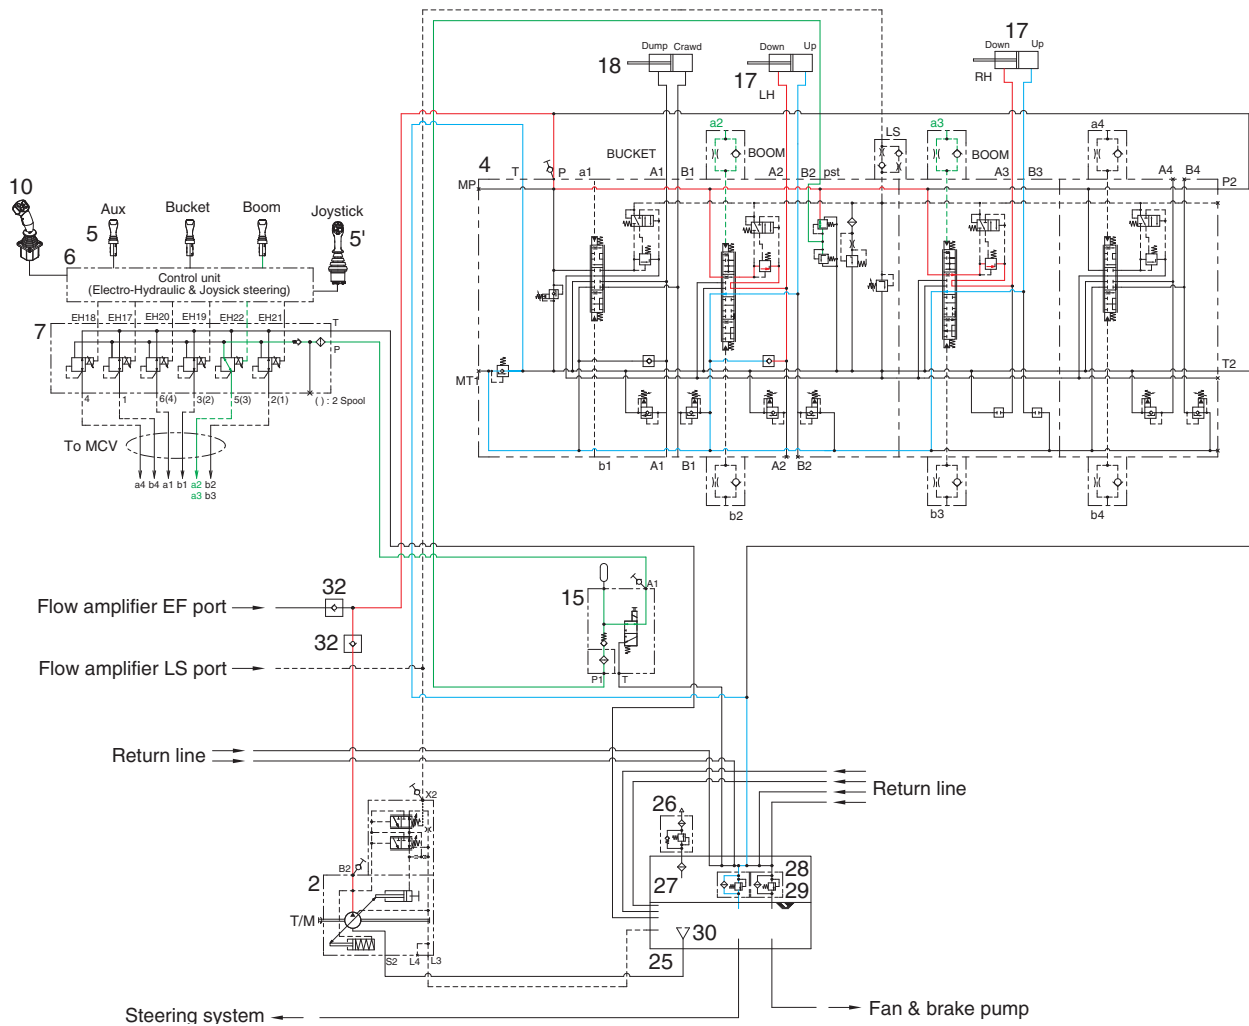 Dump Crawd
18
Down Up
17
LH
17
Down Up
RH
a2
BOOM
BUCKET
LS
a3
BOOM
a4
4
T
P
a1
A1
B1
A2
B2
pst
A3
B3
A4
B4
MP
P2
10
Aux
5
Bucket
Boom
Joystick
5'
6
Control unit
(Electro-Hydraulic & Joysick steering)
7
EH18
EH17
EH20
EH19
EH22
EH21
T
P
4
1
6(4)
3(2)
5(3)
2(1)
( ) : 2 Spool
To MCV
a4 b4 a1 b1 a2 b2
a3 b3
MT1
T2
b1
A1
B1
A2
B2
b2
b3
b4
15
A1
P1
T
Flow amplifier EF port
32
32
Flow amplifier LS port
Return line
Return line
X2
B2
2
T/M
S2
L4
L3
26
27
28
29
30
25
Steering system
Fan & brake pump